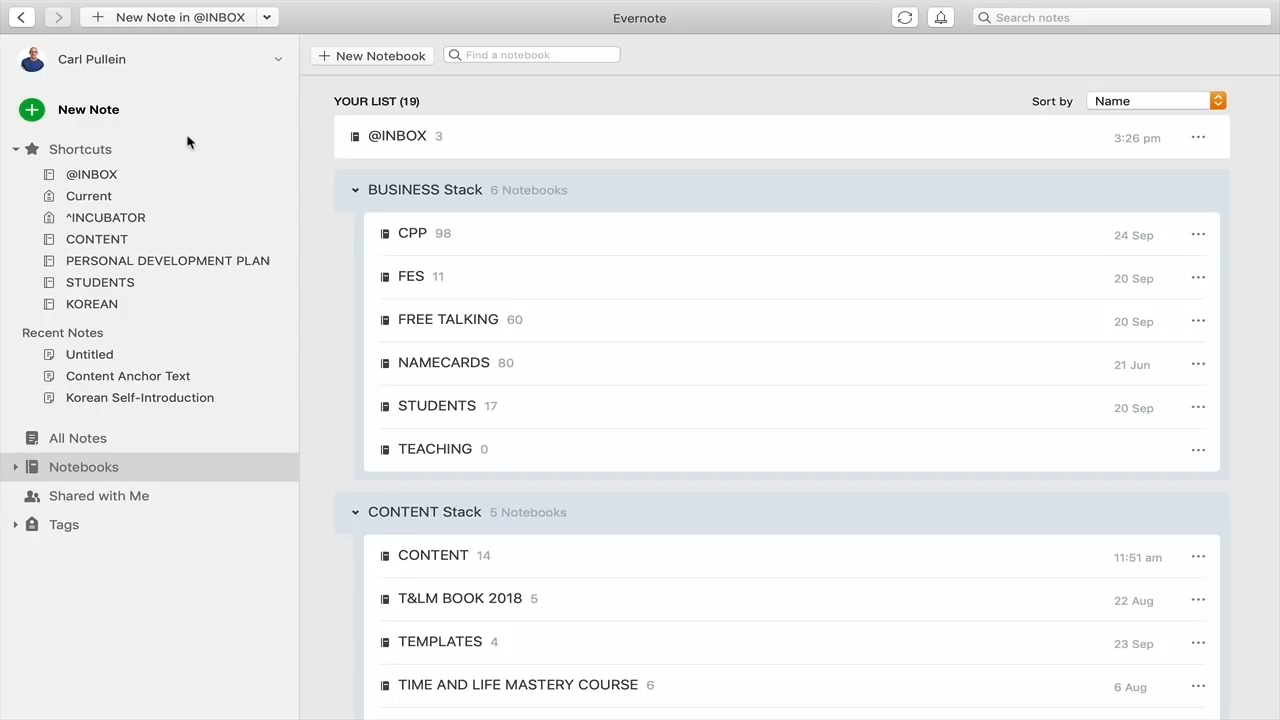 New Note in @INBOX
Evernote
Search notes
Carl Pullein
New Note
Shortcuts
@INBOX
Current
^INCUBATOR
CONTENT
PERSONAL DEVELOPMENT PLAN
STUDENTS
KOREAN
Recent Notes
Untitled
Content Anchor Text
Korean Self-Introduction
All Notes
Notebooks
Shared with Me
Tags
New Notebook
Find a notebook
YOUR LIST (19)
Sort by Name
@INBOX 3 3:26 pm
BUSINESS Stack 6 Notebooks
CPP 98 24 Sep
FES 11 20 Sep
FREE TALKING 60 20 Sep
NAMECARDS 80 21 Jun
STUDENTS 17 20 Sep
TEACHING 0
CONTENT Stack 5 Notebooks
CONTENT 14 11:51 am
T&LM BOOK 2018 5 22 Aug
TEMPLATES 4 23 Sep
TIME AND LIFE MASTERY COURSE 6 6 Aug